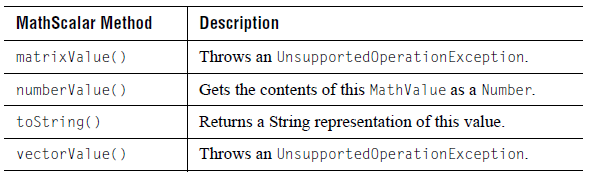 MathScalar Method Description
matrixValue() Throws an UnsupportedOperationException.
numberValue() Gets the contents of this MathValue as a Number.
toString() Returns a String representation of this value.
vectorValue() Throws an UnsupportedOperationException.